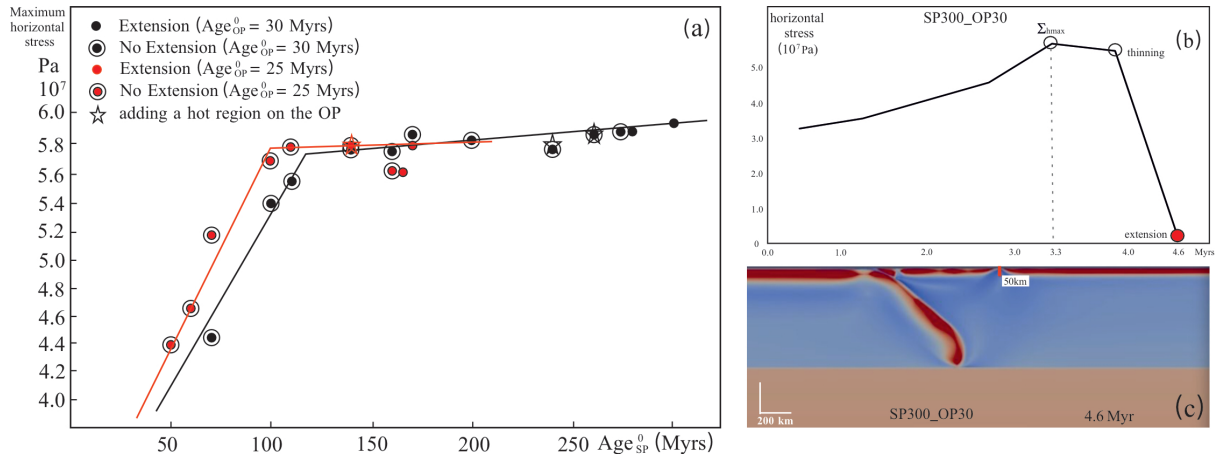 Maximum
horizontal
stress
Pa
10⁷
6.0
5.8
5.6
5.4
5.2
5.0
4.8
4.6
4.4
4.2
4.0
Extension (Age⁰OP = 30 Myrs)
No Extension (Age⁰OP = 30 Myrs)
Extension (Age⁰OP = 25 Myrs)
No Extension (Age⁰OP = 25 Myrs)
adding a hot region on the OP
(a)
50
100
150
200
250
Age⁰SP (Myrs)
horizontal
stress
(10⁷Pa)
SP300_OP30
(b)
Σhmax
thinning
extension
5.0
4.0
3.0
2.0
1.0
0.0
0.0
1.0
2.0
3.0
3.3
4.0
4.6
Myrs
50km
200 km
SP300_OP30
4.6 Myr
(c)